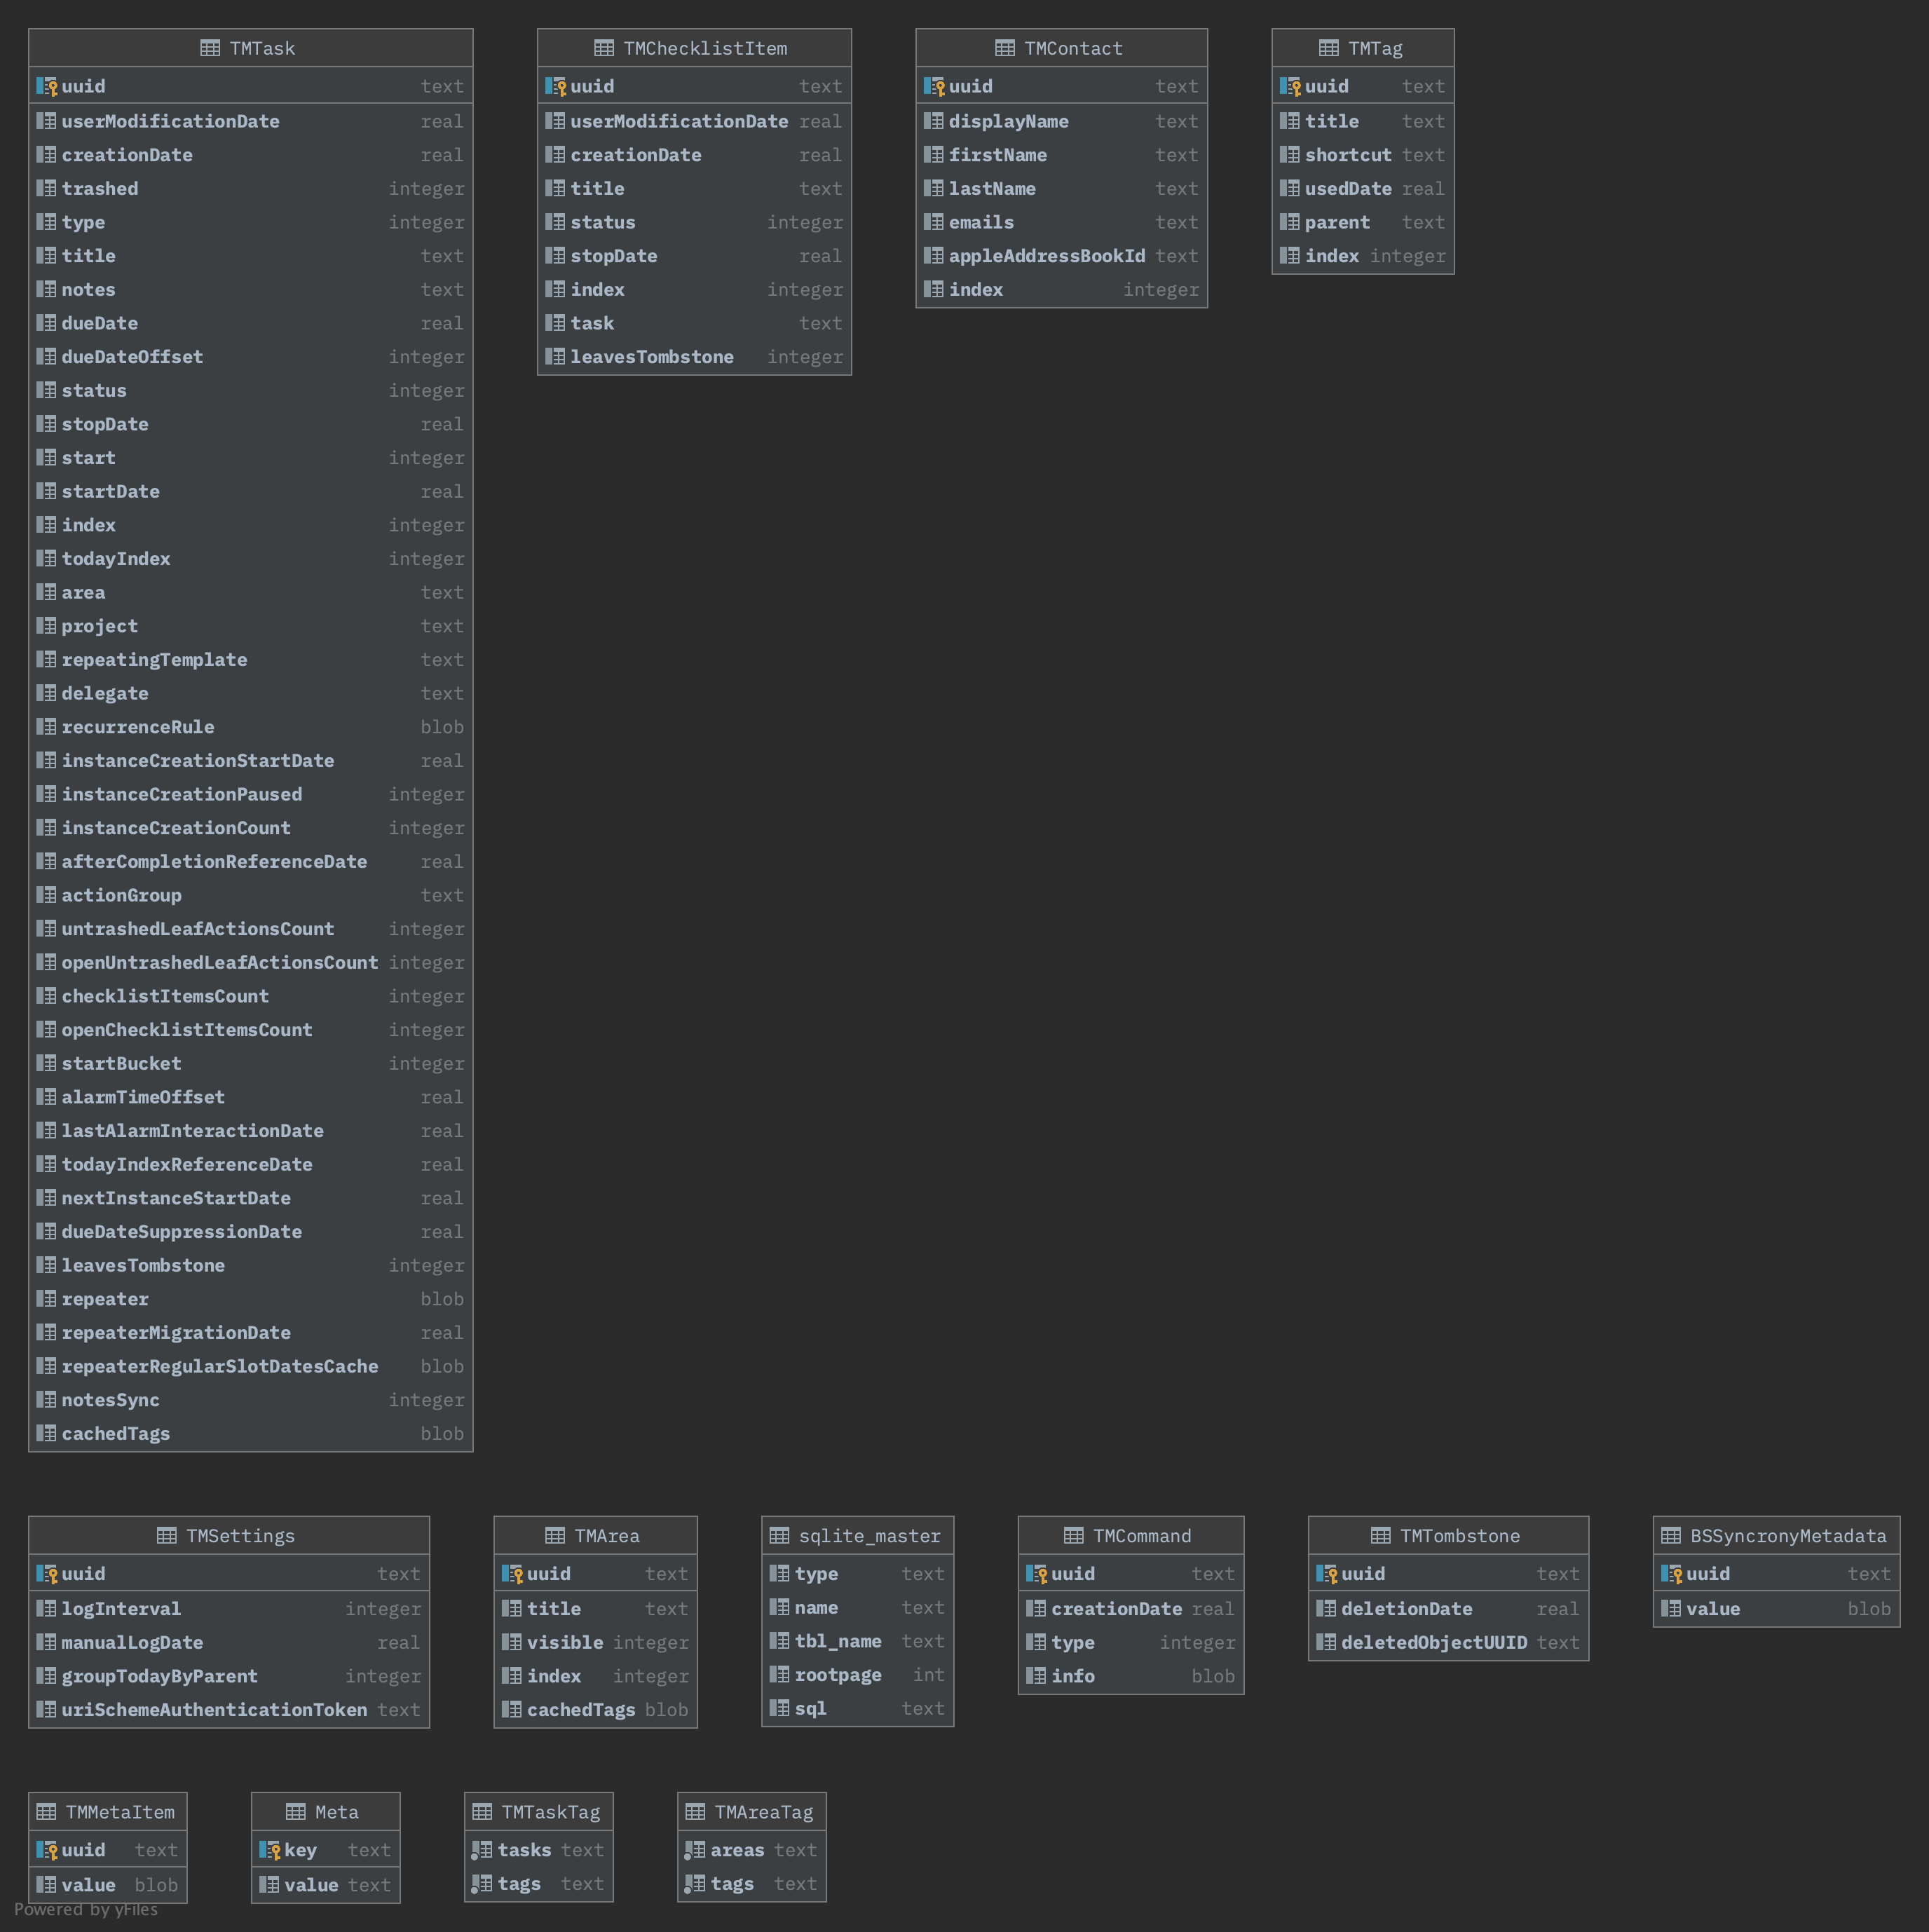 TMTask
uuid text
userModificationDate real
creationDate real
trashed integer
type integer
title text
notes text
dueDate real
dueDateOffset integer
status integer
stopDate real
start integer
startDate real
index integer
todayIndex integer
area text
project text
repeatingTemplate text
delegate text
recurrenceRule blob
instanceCreationStartDate real
instanceCreationPaused integer
instanceCreationCount integer
afterCompletionReferenceDate real
actionGroup text
untrashedLeafActionsCount integer
openUntrashedLeafActionsCount integer
checklistItemsCount integer
openChecklistItemsCount integer
startBucket integer
alarmTimeOffset real
lastAlarmInteractionDate real
todayIndexReferenceDate real
nextInstanceStartDate real
dueDateSuppressionDate real
leavesTombstone integer
repeater blob
repeaterMigrationDate real
repeaterRegularSlotDatesCache blob
notesSync integer
cachedTags blob
TMChecklistItem
uuid text
userModificationDate real
creationDate real
title text
status integer
stopDate real
index integer
task text
leavesTombstone integer
TMContact
uuid text
displayName text
firstName text
lastName text
emails text
appleAddressBookId text
index integer
TMTag
uuid text
title text
shortcut text
usedDate real
parent text
index integer
TMSettings
uuid text
logInterval integer
manualLogDate real
groupTodayByParent integer
uriSchemeAuthenticationToken text
TMArea
uuid text
title text
visible integer
index integer
cachedTags blob
sqlite_master
type text
name text
tbl_name text
rootpage int
sql text
TMCommand
uuid text
creationDate real
type integer
info blob
TMTombstone
uuid text
deletionDate real
deletedObjectUUID text
BSSyncronyMetadata
uuid text
value blob
TMMetaItem
uuid text
value blob
Meta
key text
value text
TMTaskTag
tasks text
tags text
TMAreaTag
areas text
tags text
Powered by yFiles